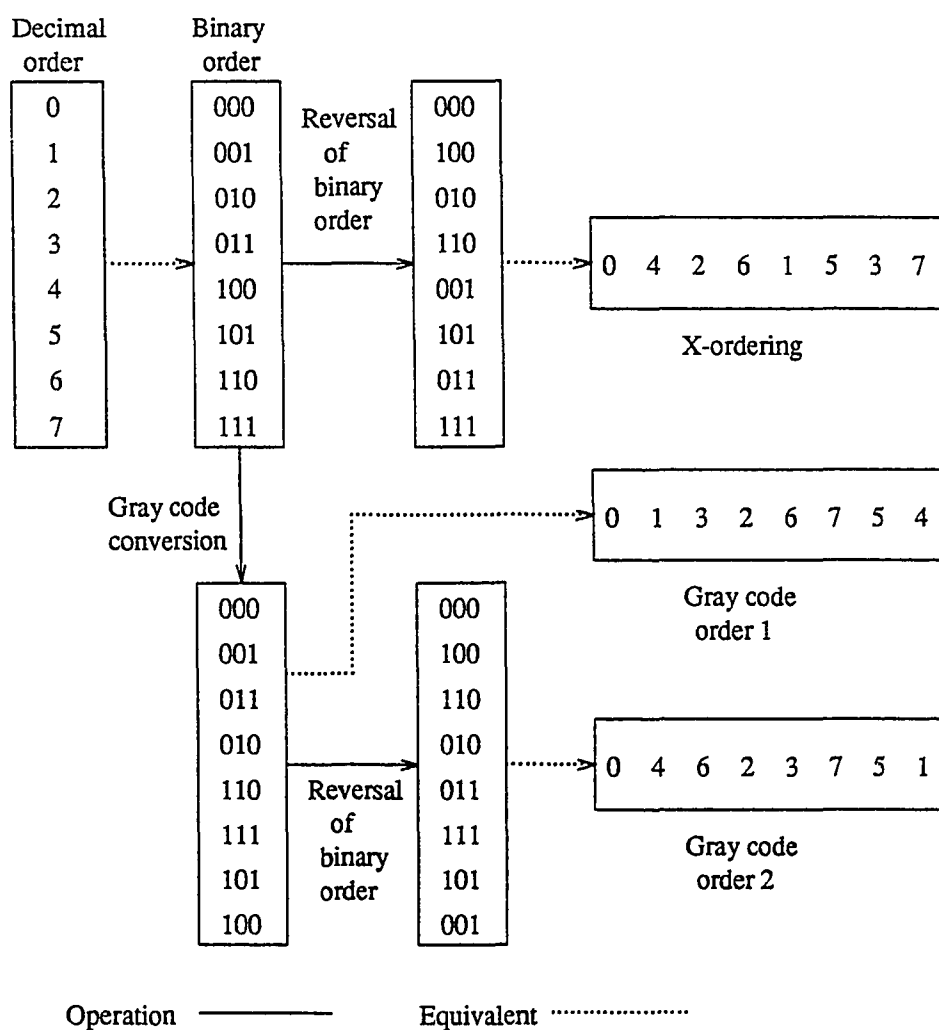 Decimal
order
Binary
order
0
1
2
3
4
5
6
7
000
001
010
011
100
101
110
111
Reversal
of
binary
order
000
100
010
110
001
101
011
111
0 4 2 6 1 5 3 7
X-ordering
Gray code
conversion
0 1 3 2 6 7 5 4
Gray code
order 1
000
001
011
010
110
111
101
100
Reversal
of
binary
order
000
100
110
010
011
111
101
001
0 4 6 2 3 7 5 1
Gray code
order 2
Operation
Equivalent